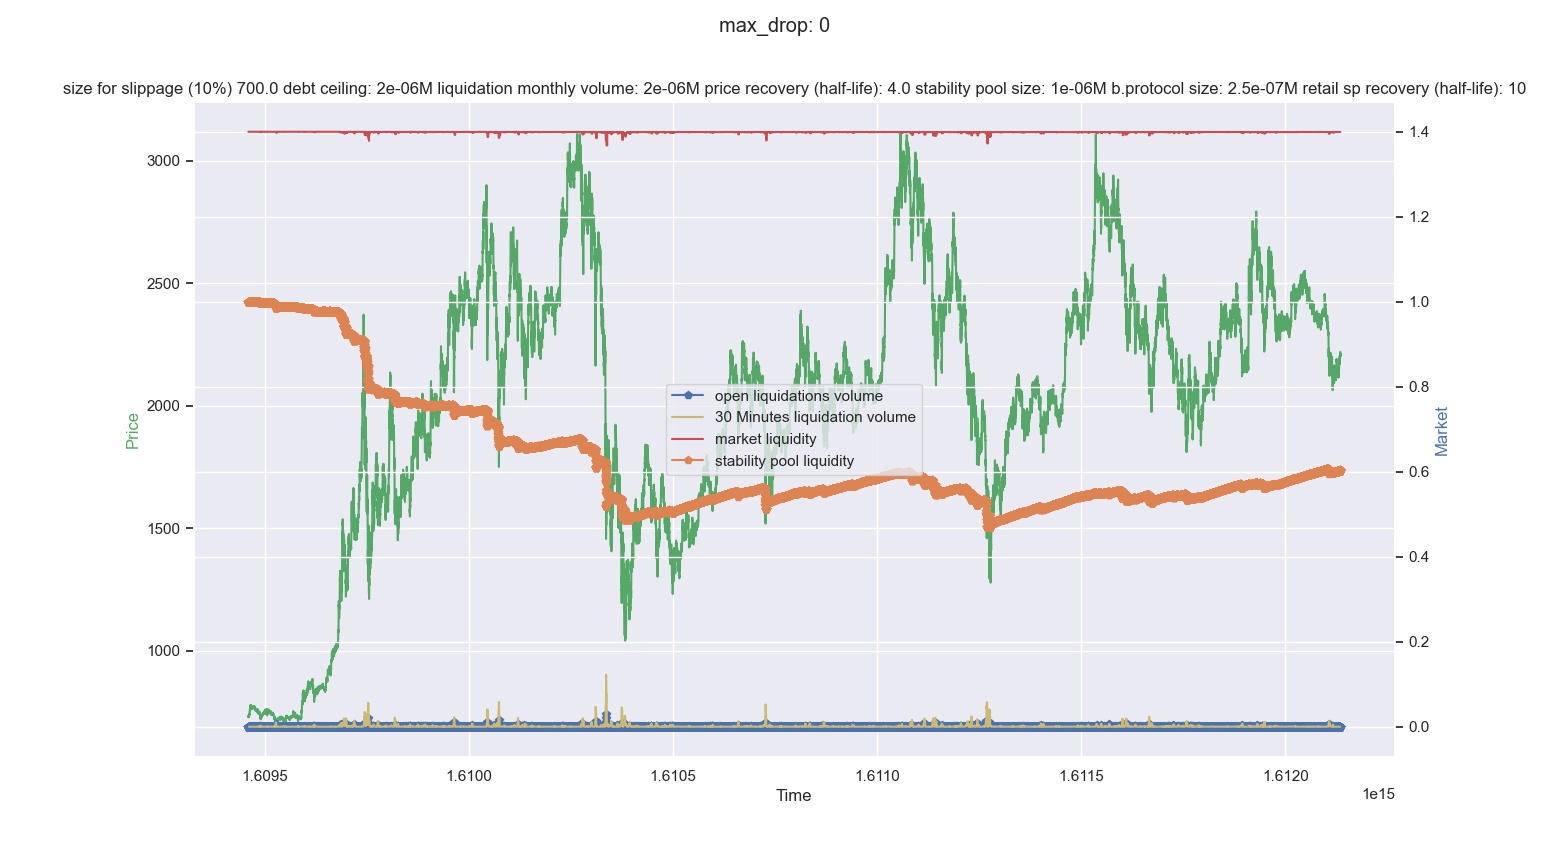 max_drop: 0
size for slippage (10%) 700.0 debt ceiling: 2e-06M liquidation monthly volume: 2e-06M price recovery (half-life): 4.0 stability pool size: 1e-06M b.protocol size: 2.5e-07M retail sp recovery (half-life): 10
3000
2500
2000
1500
1000
Price
1.4
1.2
1.0
0.8
0.6
0.4
0.2
0.0
Market
open liquidations volume
30 Minutes liquidation volume
market liquidity
stability pool liquidity
1.6095 1.6100 1.6105 1.6110 1.6115 1.6120
Time
1e15